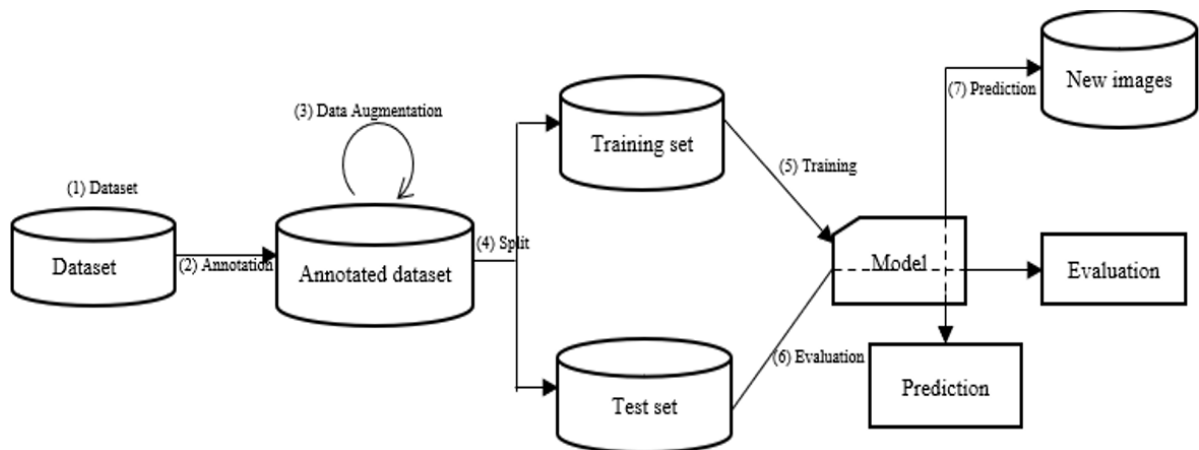 (1) Dataset
Dataset
(2) Annotation
(3) Data Augmentation
Annotated dataset
(4) Split
Training set
Test set
(5) Training
(6) Evaluation
Model
(7) Prediction
New images
Evaluation
Prediction